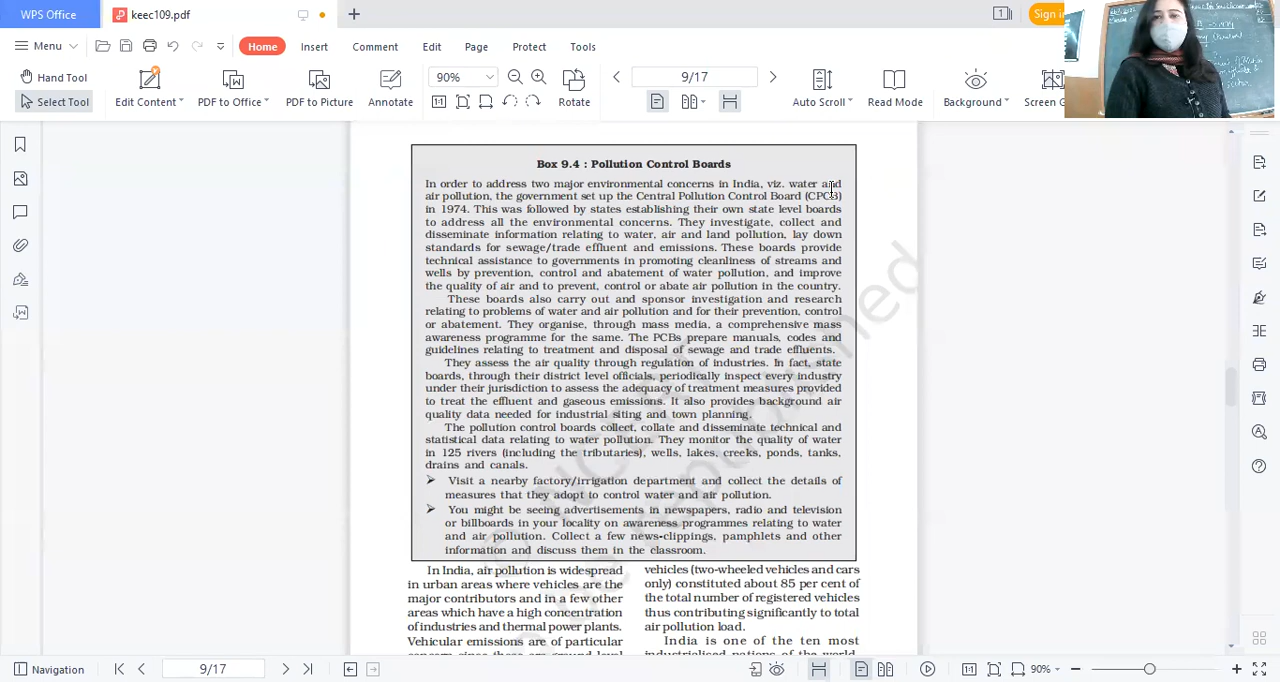 WPS Office
keec109.pdf
1
Sign in
Menu
Home
Insert
Comment
Edit
Page
Protect
Tools
Hand Tool
Select Tool
Edit Content
PDF to Office
PDF to Picture
Annotate
90%
9/17
Rotate
Auto Scroll
Read Mode
Background
Screen G
Box 9.4 : Pollution Control Boards
In order to address two major environmental concerns in India, viz. water and
air pollution, the government set up the Central Pollution Control Board (CPCB)
in 1974. This was followed by states establishing their own state level boards
to address all the environmental concerns. They investigate, collect and
disseminate information relating to water, air and land pollution, lay down
standards for sewage/trade effluent and emissions. These boards provide
technical assistance to governments in promoting cleanliness of streams and
wells by prevention, control and abatement of water pollution, and improve
the quality of air and to prevent, control or abate air pollution in the country.
These boards also carry out and sponsor investigation and research
relating to problems of water and air pollution and for their prevention, control
or abatement. They organise, through mass media, a comprehensive mass
awareness programme for the same. The PCBs prepare manuals, codes and
guidelines relating to treatment and disposal of sewage and trade effluents.
They assess the air quality through regulation of industries. In fact, state
boards, through their district level officials, periodically inspect every industry
under their jurisdiction to assess the adequacy of treatment measures provided
to treat the effluent and gaseous emissions. It also provides background air
quality data needed for industrial siting and town planning.
The pollution control boards collect, collate and disseminate technical and
statistical data relating to water pollution. They monitor the quality of water
in 125 rivers (including the tributaries), wells, lakes, creeks, ponds, tanks,
drains and canals.
➢ Visit a nearby factory/irrigation department and collect the details of
measures that they adopt to control water and air pollution.
➢ You might be seeing advertisements in newspapers, radio and television
or billboards in your locality on awareness programmes relating to water
and air pollution. Collect a few news-clippings, pamphlets and other
information and discuss them in the classroom.
In India, air pollution is widespread
in urban areas where vehicles are the
major contributors and in a few other
areas which have a high concentration
of industries and thermal power plants.
Vehicular emissions are of particular
concern since these are ground level
vehicles (two-wheeled vehicles and cars
only) constituted about 85 per cent of
the total number of registered vehicles
thus contributing significantly to total
air pollution load.
India is one of the ten most
industrialised nations of the world.
Navigation
9/17
90%